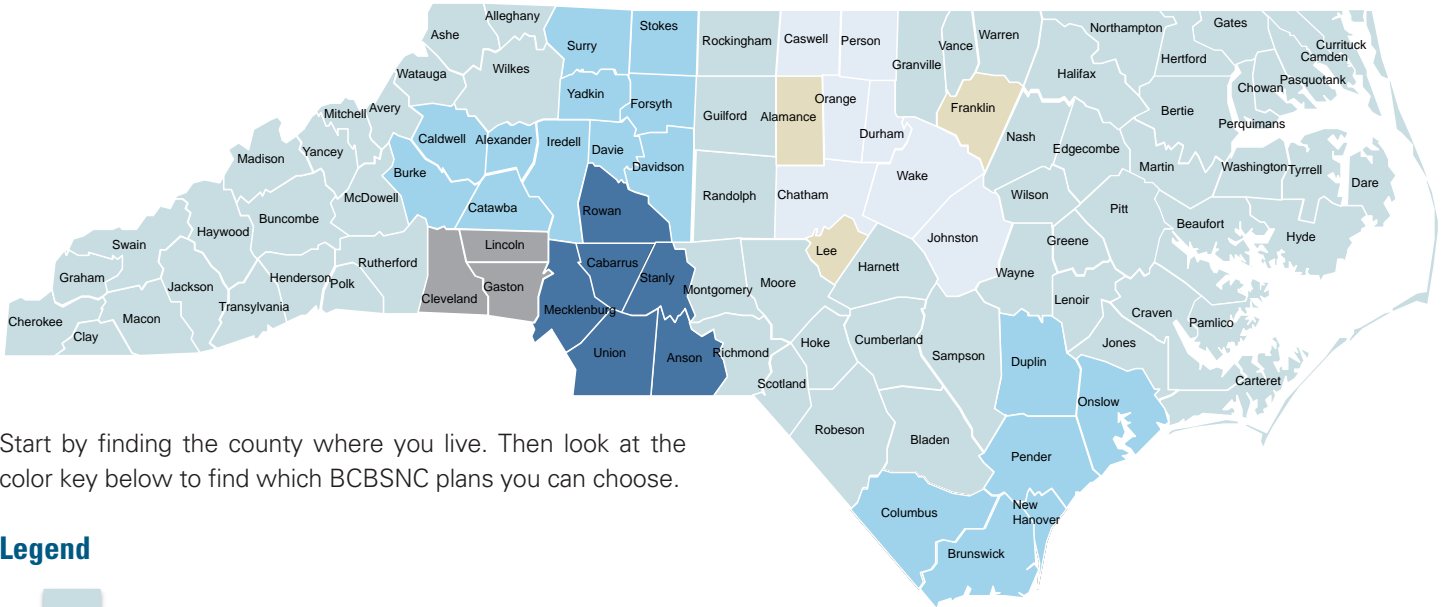 Alleghany
Ashe
Surry
Stokes
Rockingham
Caswell
Person
Vance
Warren
Granville
Northampton
Gates
Hertford
Currituck
Camden
Pasquotank
Halifax
Chowan
Perquimans
Bertie
Watauga
Wilkes
Yadkin
Forsyth
Guilford
Alamance
Orange
Durham
Franklin
Nash
Edgecombe
Martin
Washington
Tyrrell
Dare
Mitchell
Avery
Caldwell
Alexander
Iredell
Davie
Davidson
Randolph
Chatham
Wake
Wilson
Pitt
Beaufort
Hyde
Madison
Yancey
Burke
McDowell
Catawba
Rowan
Buncombe
Haywood
Swain
Graham
Jackson
Henderson
Polk
Rutherford
Transylvania
Cherokee
Clay
Macon
Cleveland
Lincoln
Gaston
Mecklenburg
Cabarrus
Stanly
Union
Anson
Montgomery
Moore
Lee
Harnett
Johnston
Greene
Wayne
Lenoir
Craven
Pamlico
Jones
Carteret
Richmond
Hoke
Scotland
Cumberland
Sampson
Duplin
Onslow
Robeson
Bladen
Pender
Columbus
New
Hanover
Brunswick
Start by finding the county where you live. Then look at the
color key below to find which BCBSNC plans you can choose.
Legend